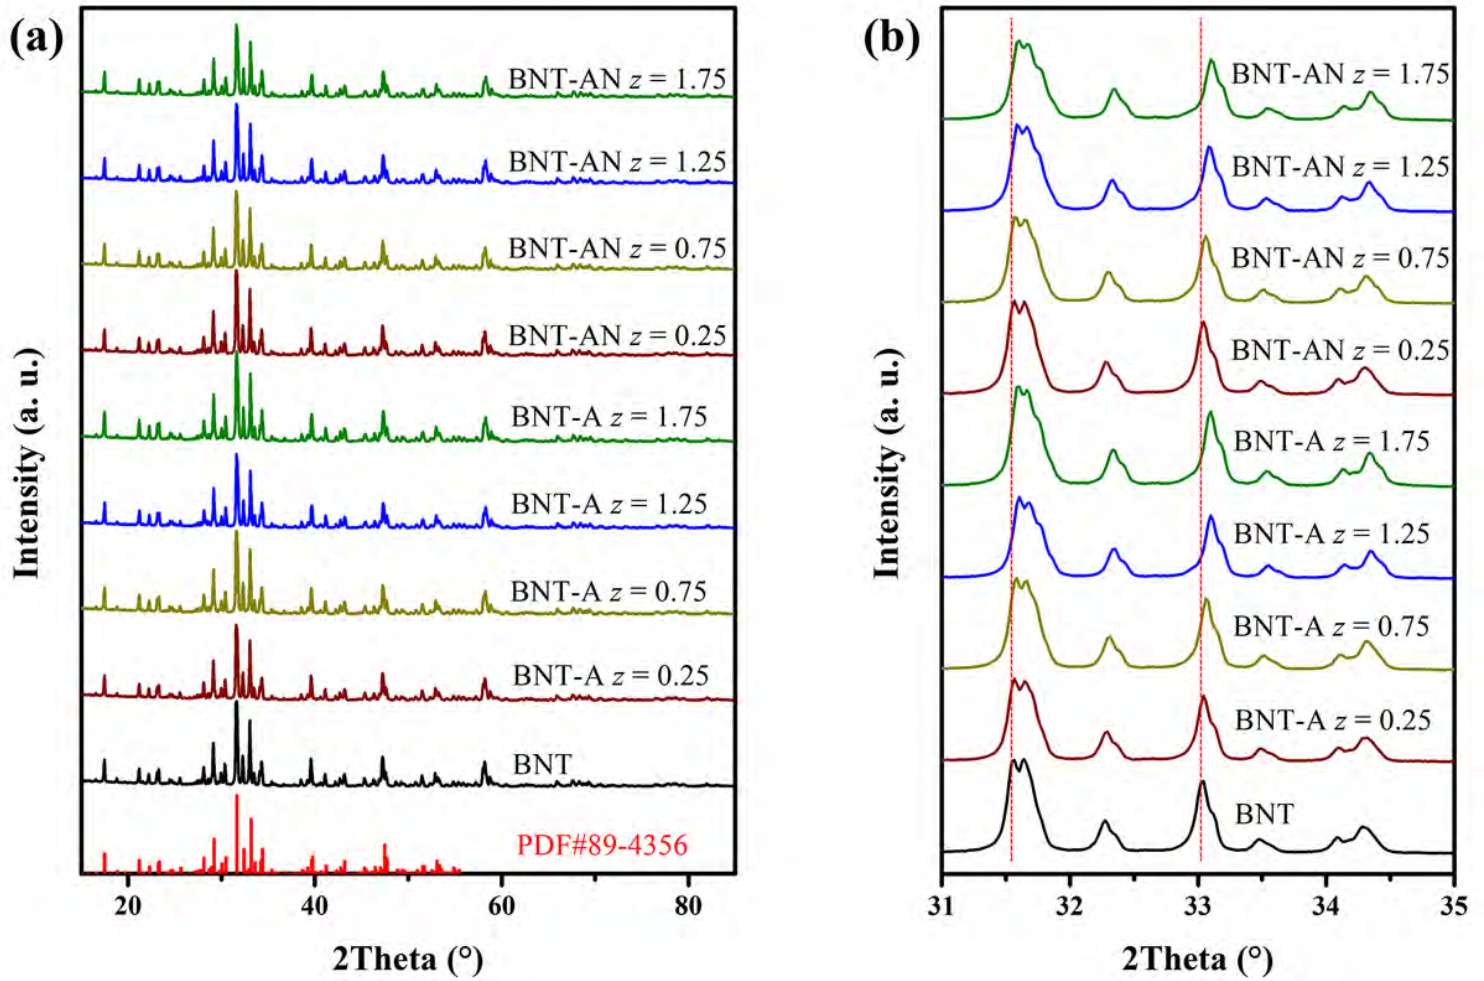 (a)
BNT-AN z = 1.75
BNT-AN z = 1.25
BNT-AN z = 0.75
BNT-AN z = 0.25
BNT-A z = 1.75
BNT-A z = 1.25
BNT-A z = 0.75
BNT-A z = 0.25
BNT
PDF#89-4356
Intensity (a. u.)
20 40 60 80
2Theta (°)
(b)
BNT-AN z = 1.75
BNT-AN z = 1.25
BNT-AN z = 0.75
BNT-AN z = 0.25
BNT-A z = 1.75
BNT-A z = 1.25
BNT-A z = 0.75
BNT-A z = 0.25
BNT
Intensity (a. u.)
31 32 33 34 35
2Theta (°)